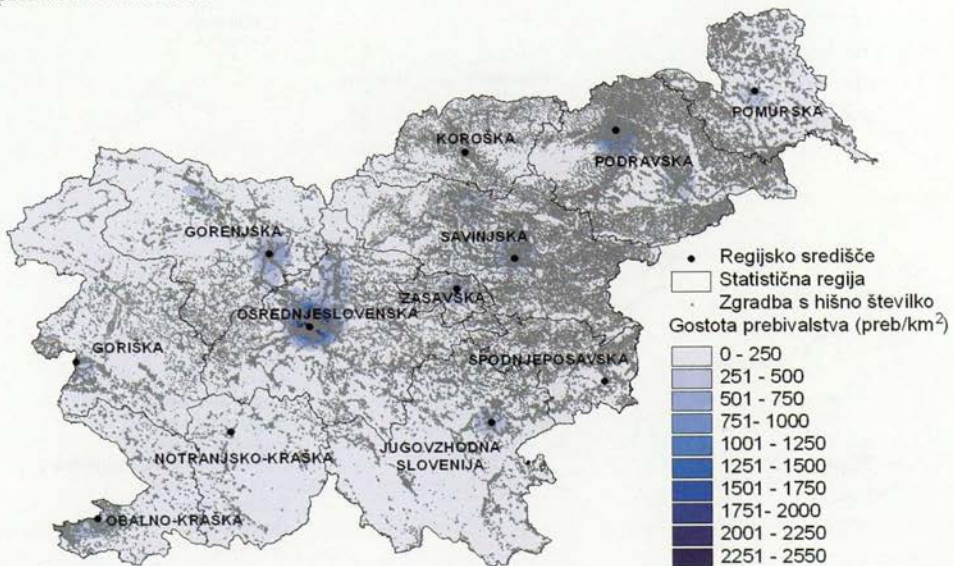 POMURSKA
KOROŠKA
PODRAVSKA
GORENJSKA
SAVINJSKA
ZASAVSKA
OSREDNJESLOVENSKA
GORIŠKA
SPODNJEPOSAVSKA
NOTRANJSKO-KRAŠKA
JUGOVZHODNA
SLOVENIJA
OBALNO-KRAŠKA
Regijsko središče
Statistična regija
Zgradba s hišno številko
Gostota prebivalstva (preb/km²)
0 - 250
251 - 500
501 - 750
751- 1000
1001 - 1250
1251 - 1500
1501 - 1750
1751- 2000
2001 - 2250
2251 - 2550